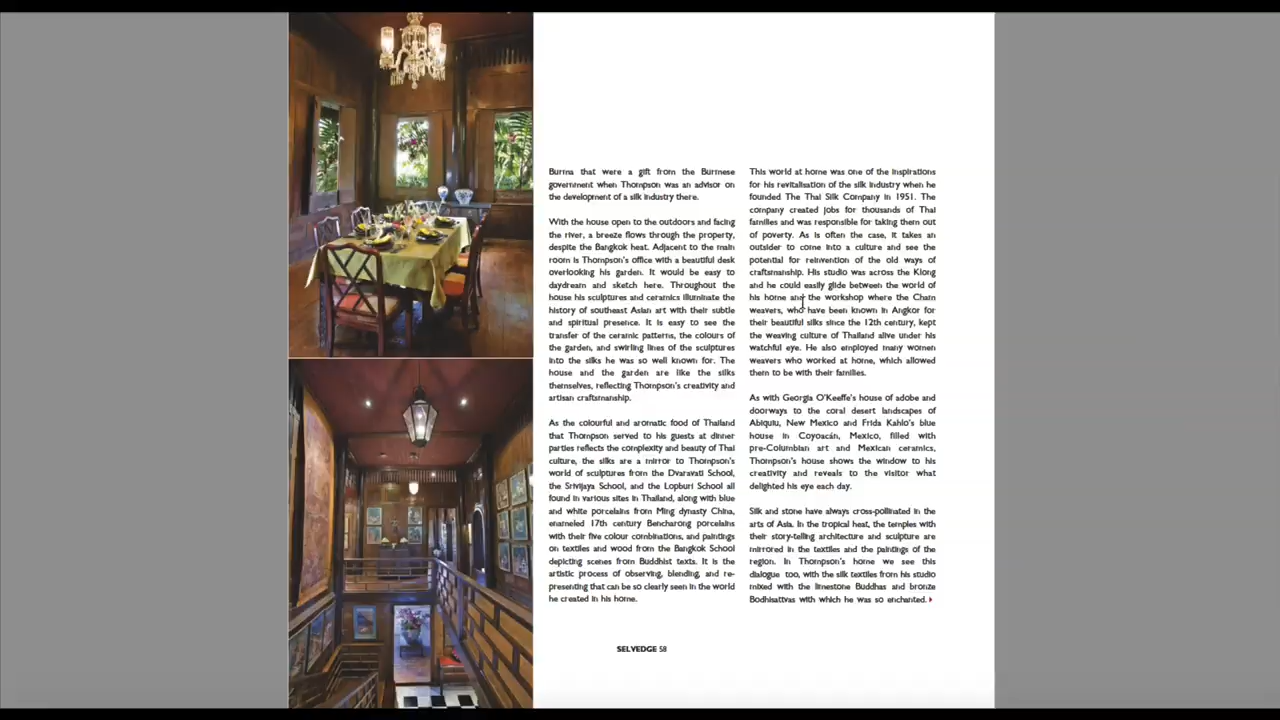 Burma that were a gift from the Burmese
government when Thompson was an advisor on
the development of a silk industry there.
With the house open to the outdoors and facing
the river, a breeze flows through the property,
despite the Bangkok heat. Adjacent to the main
room is Thompson's office with a beautiful desk
overlooking his garden. It would be easy to
daydream and sketch here. Throughout the
house his sculptures and ceramics illuminate the
history of southeast Asian art with their subtle
and spiritual presence. It is easy to see the
transfer of the ceramic patterns, the colours of
the garden, and swirling lines of the sculptures
into the silks he was so well known for. The
house and the garden are like the silks
themselves, reflecting Thompson's creativity and
artisan craftsmanship.
As the colourful and aromatic food of Thailand
that Thompson served to his guests at dinner
parties reflects the complexity and beauty of Thai
culture, the silks are a mirror to Thompson's
world of sculptures from the Dvaravati School,
the Srivijaya School, and the Lopburi School all
found in various sites in Thailand, along with blue
and white porcelains from Ming dynasty China,
enameled 17th century Bencharong porcelains
with their five colour combinations, and paintings
on textiles and wood from the Bangkok School
depicting scenes from Buddhist texts. It is the
artistic process of observing, blending, and re-
presenting that can be so clearly seen in the world
he created in his home.
This world at home was one of the inspirations
for his revitalisation of the silk industry when he
founded The Thai Silk Company in 1951. The
company created jobs for thousands of Thai
families and was responsible for taking them out
of poverty. As is often the case, it takes an
outsider to come into a culture and see the
potential for reinvention of the old ways of
craftsmanship. His studio was across the Klong
and he could easily glide between the world of
his home and the workshop where the Cham
weavers, who have been known in Angkor for
their beautiful silks since the 12th century, kept
the weaving culture of Thailand alive under his
watchful eye. He also employed many women
weavers who worked at home, which allowed
them to be with their families.
As with Georgia O'Keeffe's house of adobe and
doorways to the coral desert landscapes of
Abiquiu, New Mexico and Frida Kahlo's blue
house in Coyoacán, Mexico, filled with
pre-Columbian art and Mexican ceramics,
Thompson's house shows the window to his
creativity and reveals to the visitor what
delighted his eye each day.
Silk and stone have always cross-pollinated in the
arts of Asia. In the tropical heat, the temples with
their story-telling architecture and sculpture are
mirrored in the textiles and the paintings of the
region. In Thompson's home we see this
dialogue too, with the silk textiles from his studio
mixed with the limestone Buddhas and bronze
Bodhisattvas with which he was so enchanted.
SELVEDGE 58